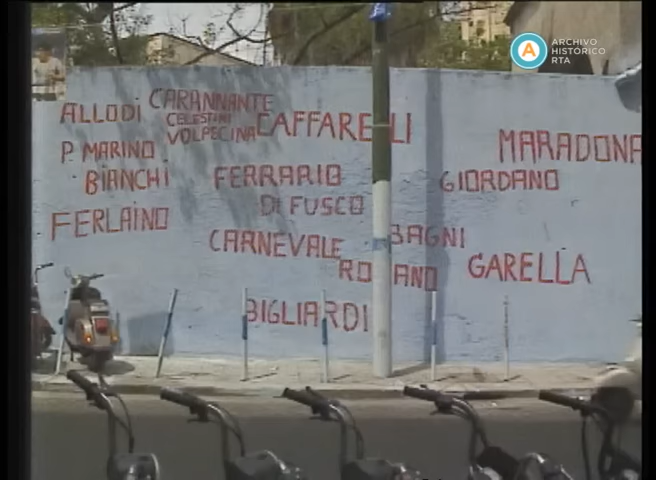 A
ARCHIVO
HISTÓRICO
RTA
ALLODI
CARANNANTE
CELESTINI
VOLPECINA
CAFFARELLI
P. MARINO
BIANCHI
FERRARIO
DI FUSCO
FERLAINO
CARNEVALE
BAGNI
ROMANO
BIGLIARDI
MARADONA
GIORDANO
GARELLA